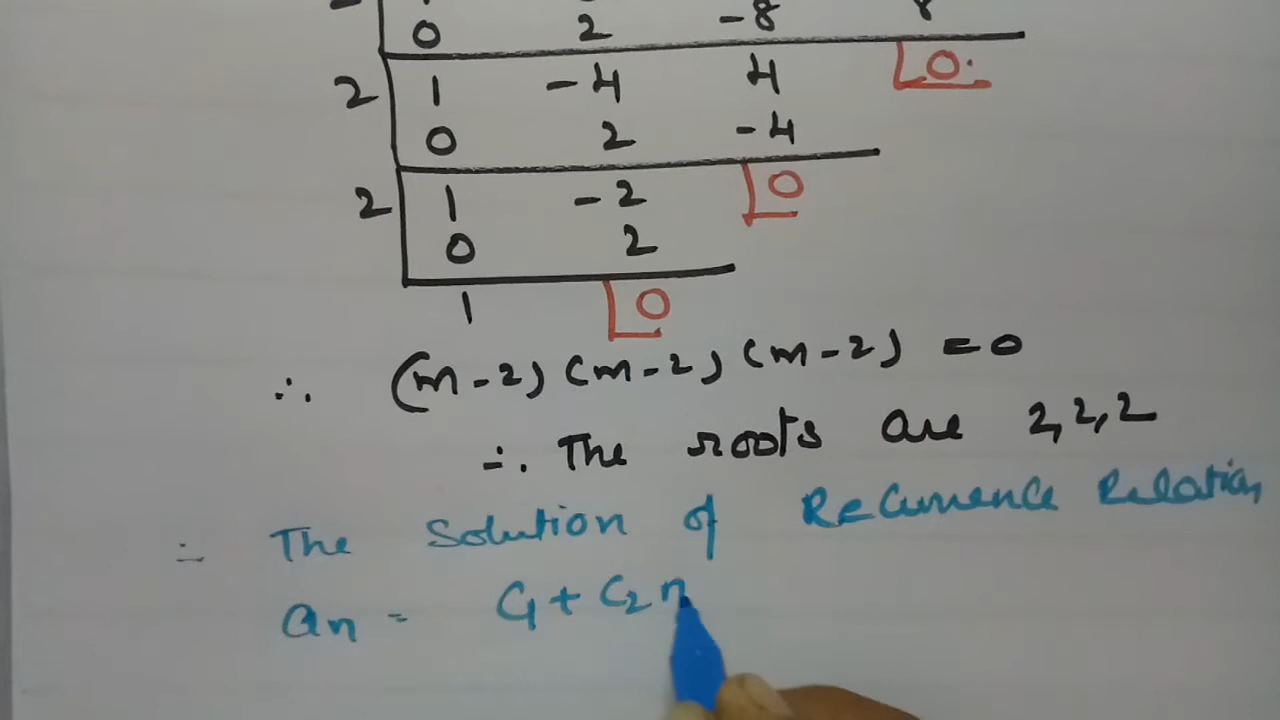 0 2 -8 8
2 1 -4 4 0.
0 2 -4
2 1 -2 0
0 2
1 0
∴ (m-2) (m-2) (m-2) = 0
∴ The roots are 2,2,2
∴ The Solution of Recurrence Relation
an = C1 + C2 n